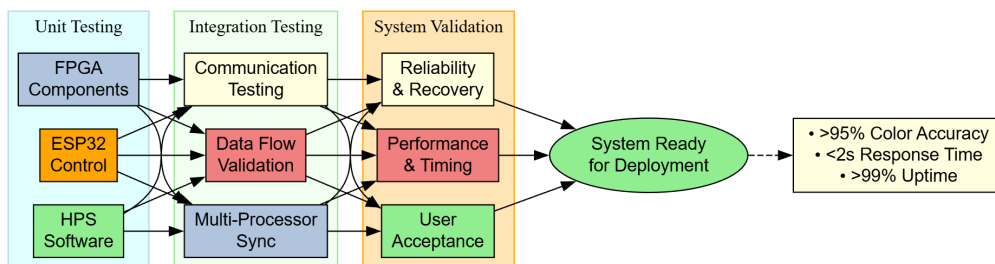 Unit Testing
FPGA
Components
ESP32
Control
HPS
Software
Integration Testing
Communication
Testing
Data Flow
Validation
Multi-Processor
Sync
System Validation
Reliability
& Recovery
Performance
& Timing
User
Acceptance
System Ready
for Deployment
• >95% Color Accuracy
• <2s Response Time
• >99% Uptime